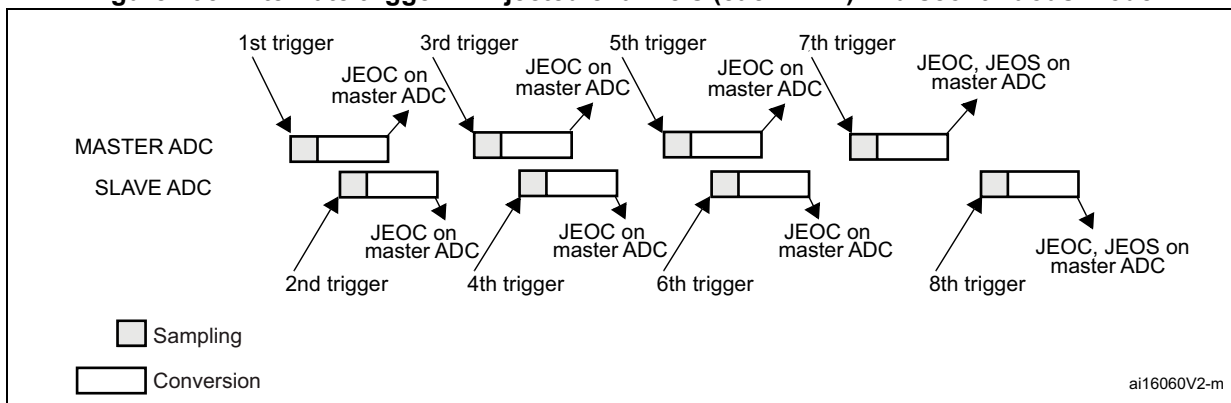 1st trigger
3rd trigger
5th trigger
7th trigger
JEOC on
master ADC
JEOC on
master ADC
JEOC on
master ADC
JEOC, JEOS on
master ADC
MASTER ADC
SLAVE ADC
JEOC on
master ADC
JEOC on
master ADC
JEOC on
master ADC
JEOC, JEOS on
master ADC
2nd trigger
4th trigger
6th trigger
8th trigger
Sampling
Conversion
ai16060V2-m